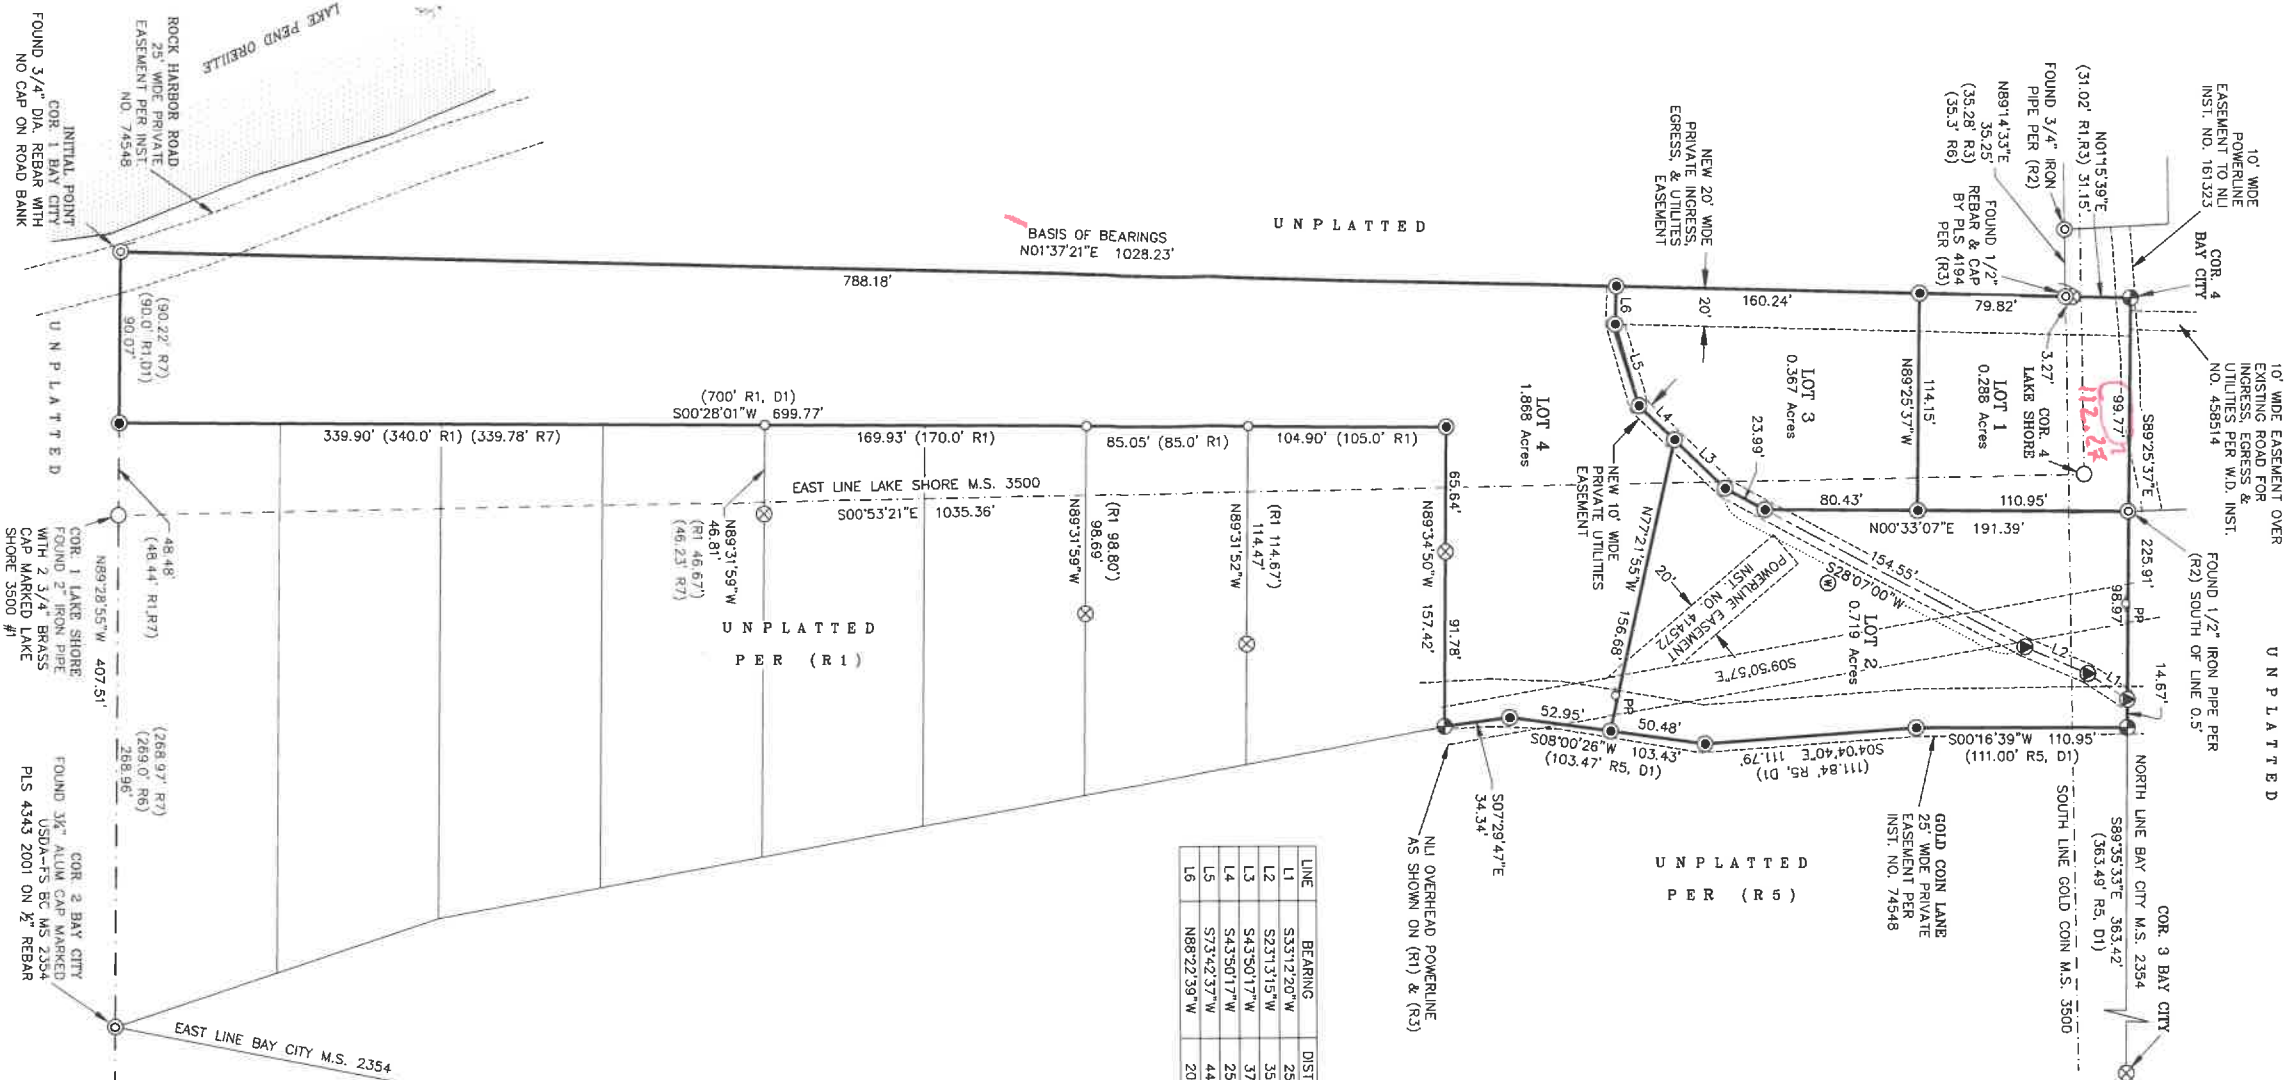 LAKE PEND OREILLE
ROCK HARBOR ROAD
25' WIDE PRIVATE
EASEMENT PER INST.
NO. 74548
INITIAL POINT
COR. 1 BAY CITY
FOUND 3/4" DIA. REBAR WITH
NO CAP ON ROAD BANK
BASIS OF BEARINGS
N01°37'21"E 1028.23'
788.18'
UNPLATTED
NEW 20' WIDE
PRIVATE INGRESS,
EGRESS, & UTILITES
EASEMENT
20'
160.24'
79.82'
10' WIDE
POWERLINE
EASEMENT TO NLI
INST. NO. 161323
COR. 4
BAY CITY
N01°15'39"E
(31.02' R1,R3) 31.15'
FOUND 3/4" IRON
PIPE PER (R2)
N89°14'33"E
35.25'
(35.28' R3)
(35.3' R6)
FOUND 1/2"
REBAR & CAP
BY PLS 4194
PER (R3)
10' WIDE EASEMENT OVER
EXISTING ROAD FOR
INGRESS, EGRESS &
UTILITIES PER W.D. INST.
NO. 458514
S89°25'37"E
225.91'
99.77'
112.27
3.27'
COR. 4
LAKE SHORE
LOT 1
0.288 Acres
N89°25'37"W
114.15'
110.95'
80.43'
N00°33'07"E 191.39'
LOT 3
0.367 Acres
23.99'
L6
L5
L4
L3
LOT 4
1.868 Acres
NEW 10' WIDE
PRIVATE UTILITIES
EASEMENT
N77°21'55"W
156.68'
POWERLINE EASEMENT
INST. NO. 414572
20'
154.55'
S28°07'00"W
W
LOT 2
0.719 Acres
S09°50'57"E
L2
L1
98.97'
PP
14.67'
PP
FOUND 1/2" IRON PIPE PER
(R2) SOUTH OF LINE 0.5'
UNPLATTED
NORTH LINE BAY CITY M.S. 2354
S89°35'33"E 363.42'
(363.49' R5, D1)
COR. 3 BAY CITY
SOUTH LINE GOLD COIN M.S. 3500
S00°16'39"W 110.95'
(111.00' R5, D1)
GOLD COIN LANE
25' WIDE PRIVATE
EASEMENT PER
INST. NO. 74548
S04°04'40"E 111.79'
(111.84' R5, D1)
52.95'
50.48'
S08°00'26"W 103.43'
(103.47' R5, D1)
S07°29'47"E
34.34'
NLI OVERHEAD POWERLINE
AS SHOWN ON (R1) & (R3)
UNPLATTED
PER (R5)
65.64'
91.78'
N89°34'50"W 157.42'
(700' R1, D1)
S00°28'01"W 699.77'
339.90' (340.0' R1) (339.78' R7)
169.93' (170.0' R1)
85.05' (85.0' R1)
104.90' (105.0' R1)
EAST LINE LAKE SHORE M.S. 3500
S00°53'21"E 1035.36'
(R1 114.67')
114.47'
N89°31'52"W
(R1 98.80')
98.69'
N89°31'59"W
N89°31'59"W
46.81'
(R1 46.67')
(46.23' R7)
UNPLATTED
PER (R1)
(90.22' R7)
(90.0' R1,D1)
90.07'
UNPLATTED
48.48'
(48.44' R1,R7)
COR. 1 LAKE SHORE
FOUND 2" IRON PIPE
WITH 2 3/4" BRASS
CAP MARKED LAKE
SHORE 3500 #1
N89°28'55"W 407.51'
(268.97' R7)
(269.0' R6)
268.96'
COR. 2 BAY CITY
FOUND 3¼" ALUM CAP MARKED
USDA-FS BC MS 2354
PLS 4343 2001 ON ½" REBAR
EAST LINE BAY CITY M.S. 2354
LINE BEARING DIST
L1 S33°12'20"W 25
L2 S23°13'15"W 35
L3 S43°50'17"W 37
L4 S43°50'17"W 25
L5 S73°42'37"W 44
L6 N88°22'39"W 20